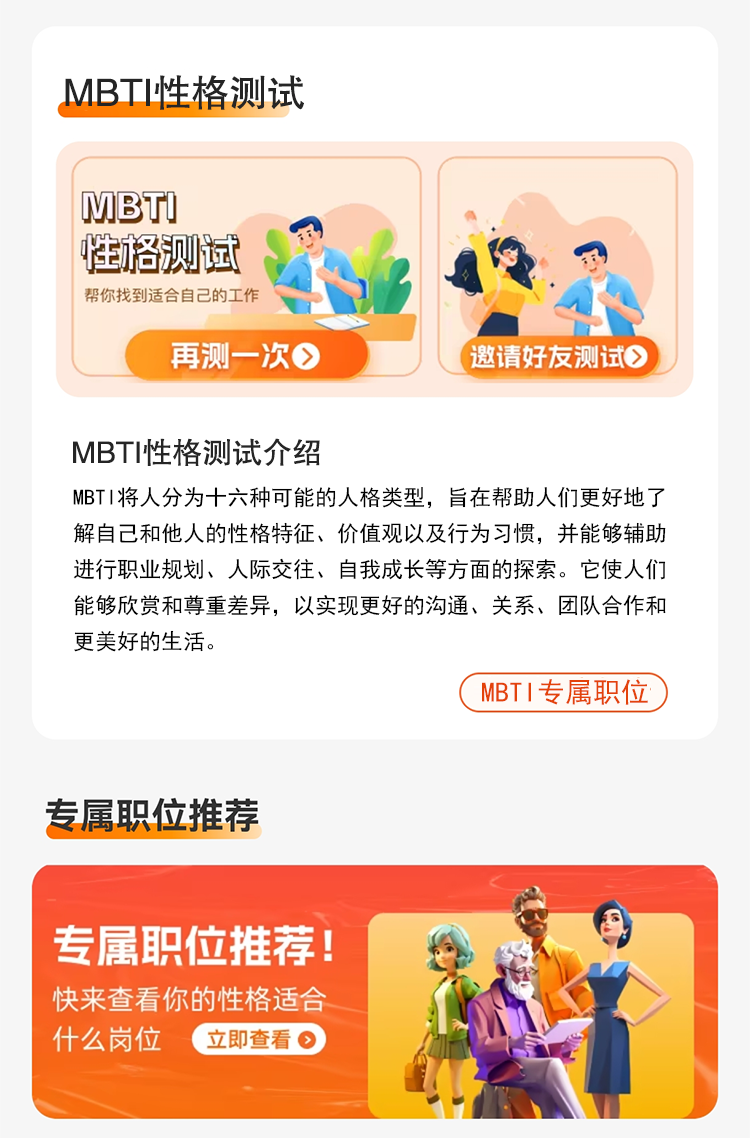 MBTI性格测试
MBTI
性格测试
帮你找到适合自己的工作
再测一次
邀请好友测试
MBTI性格测试介绍
MBTI将人分为十六种可能的人格类型，旨在帮助人们更好地了
解自己和他人的性格特征、价值观以及行为习惯，并能够辅助
进行职业规划、人际交往、自我成长等方面的探索。它使人们
能够欣赏和尊重差异，以实现更好的沟通、关系、团队合作和
更美好的生活。
MBTI专属职位
专属职位推荐
专属职位推荐！
快来查看你的性格适合
什么岗位
立即查看